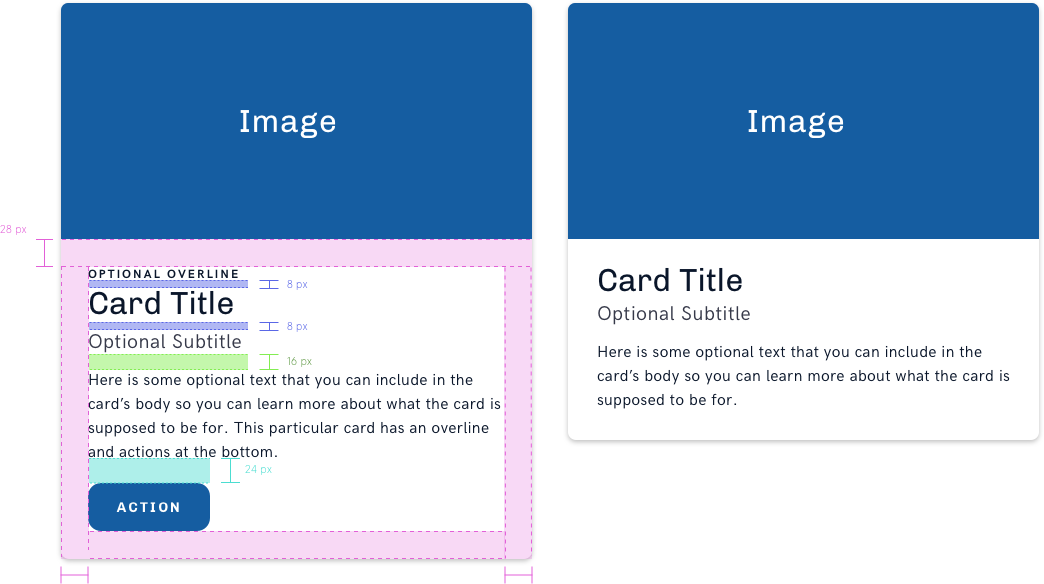 Image
28 px
OPTIONAL OVERLINE
8 px
Card Title
8 px
Optional Subtitle
16 px
Here is some optional text that you can include in the
card’s body so you can learn more about what the card is
supposed to be for. This particular card has an overline
and actions at the bottom.
24 px
ACTION
Image
Card Title
Optional Subtitle
Here is some optional text that you can include in the
card’s body so you can learn more about what the card is
supposed to be for.